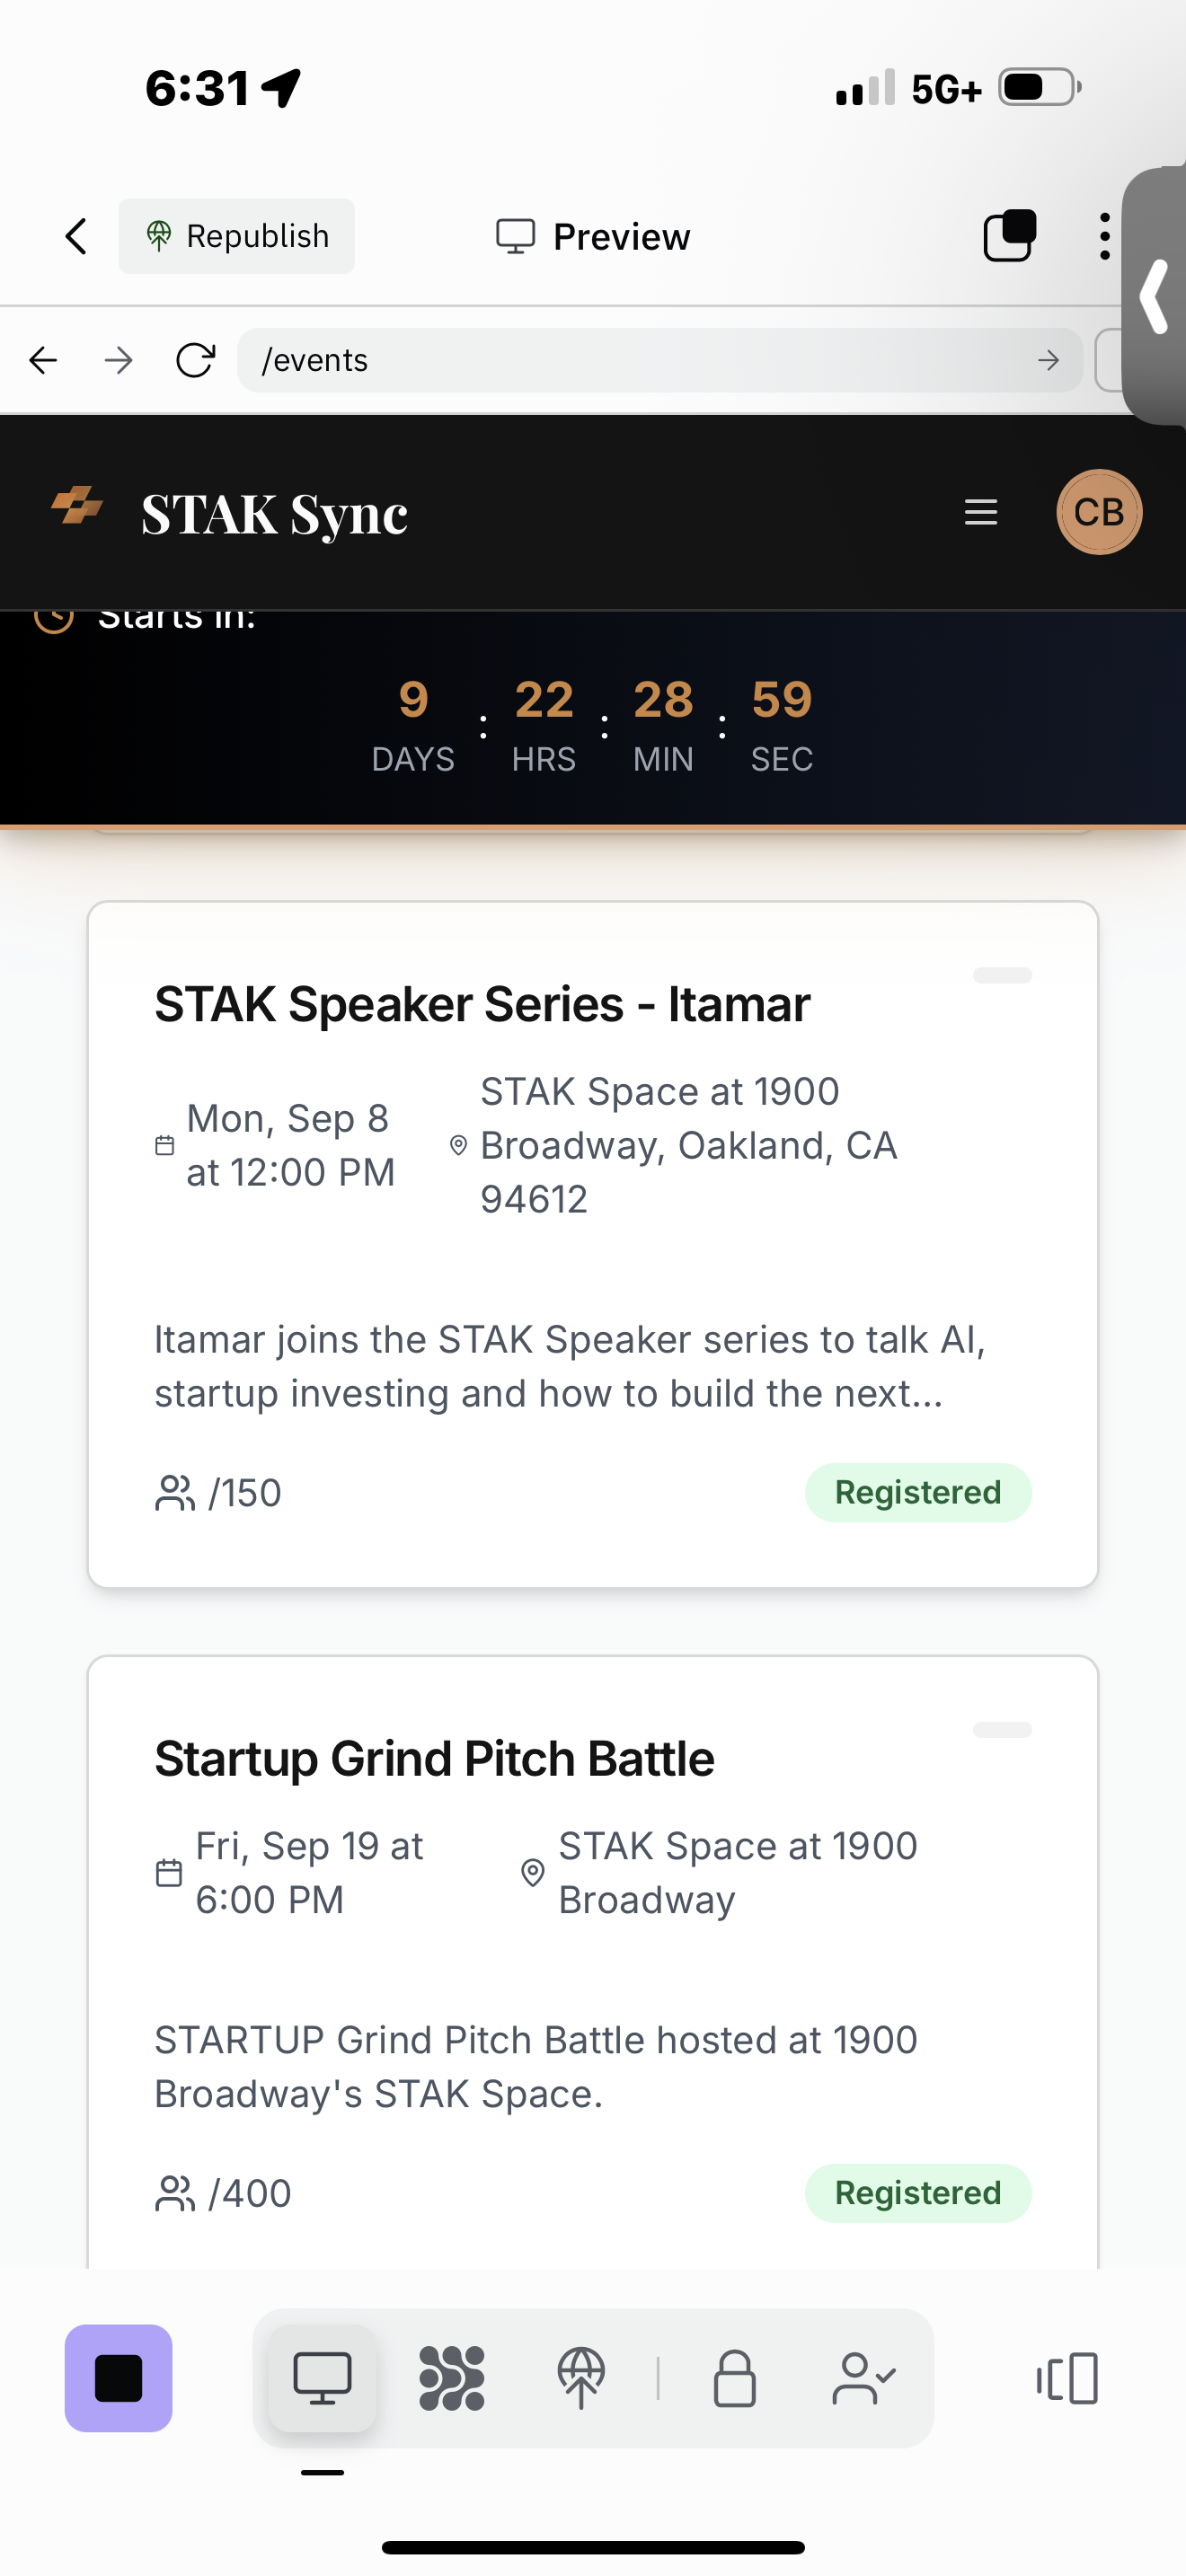 6:31
5G+
Republish
Preview
/events
STAK Sync
CB
Starts in:
9 : 22 : 28 : 59
DAYS HRS MIN SEC
STAK Speaker Series - Itamar
Mon, Sep 8
at 12:00 PM
STAK Space at 1900
Broadway, Oakland, CA
94612
Itamar joins the STAK Speaker series to talk AI,
startup investing and how to build the next...
/150
Registered
Startup Grind Pitch Battle
Fri, Sep 19 at
6:00 PM
STAK Space at 1900
Broadway
STARTUP Grind Pitch Battle hosted at 1900
Broadway's STAK Space.
/400
Registered